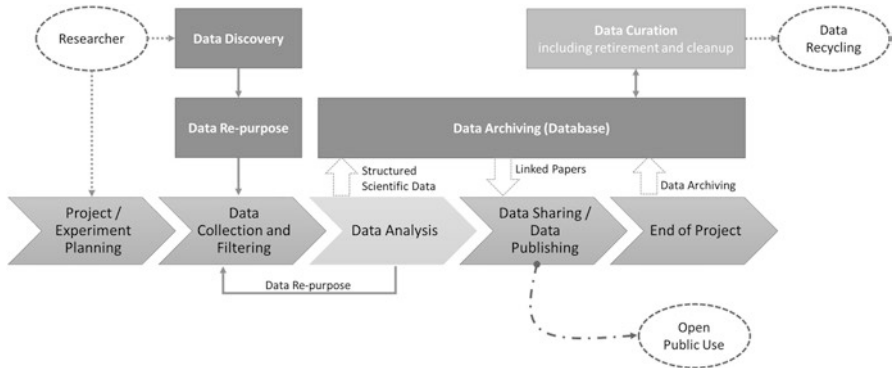 Researcher
Data Discovery
Data Curation
including retirement and cleanup
Data
Recycling
Data Re-purpose
Data Archiving (Database)
Structured
Scientific Data
Linked Papers
Data Archiving
Project /
Experiment
Planning
Data
Collection and
Filtering
Data Analysis
Data Sharing /
Data
Publishing
End of Project
Data Re-purpose
Open
Public Use